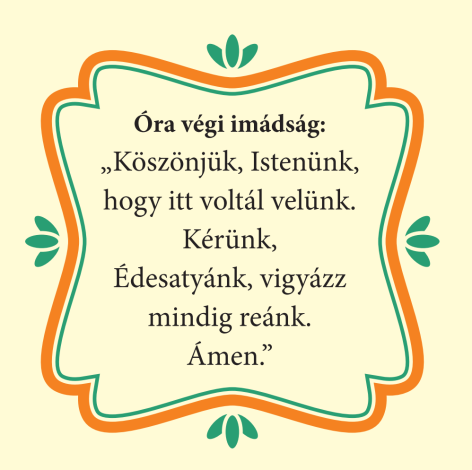 Óra végi imádság:
„Köszönjük, Istenünk,
hogy itt voltál velünk.
Kérünk,
Édesatyánk, vigyázz
mindig reánk.
Ámen.”